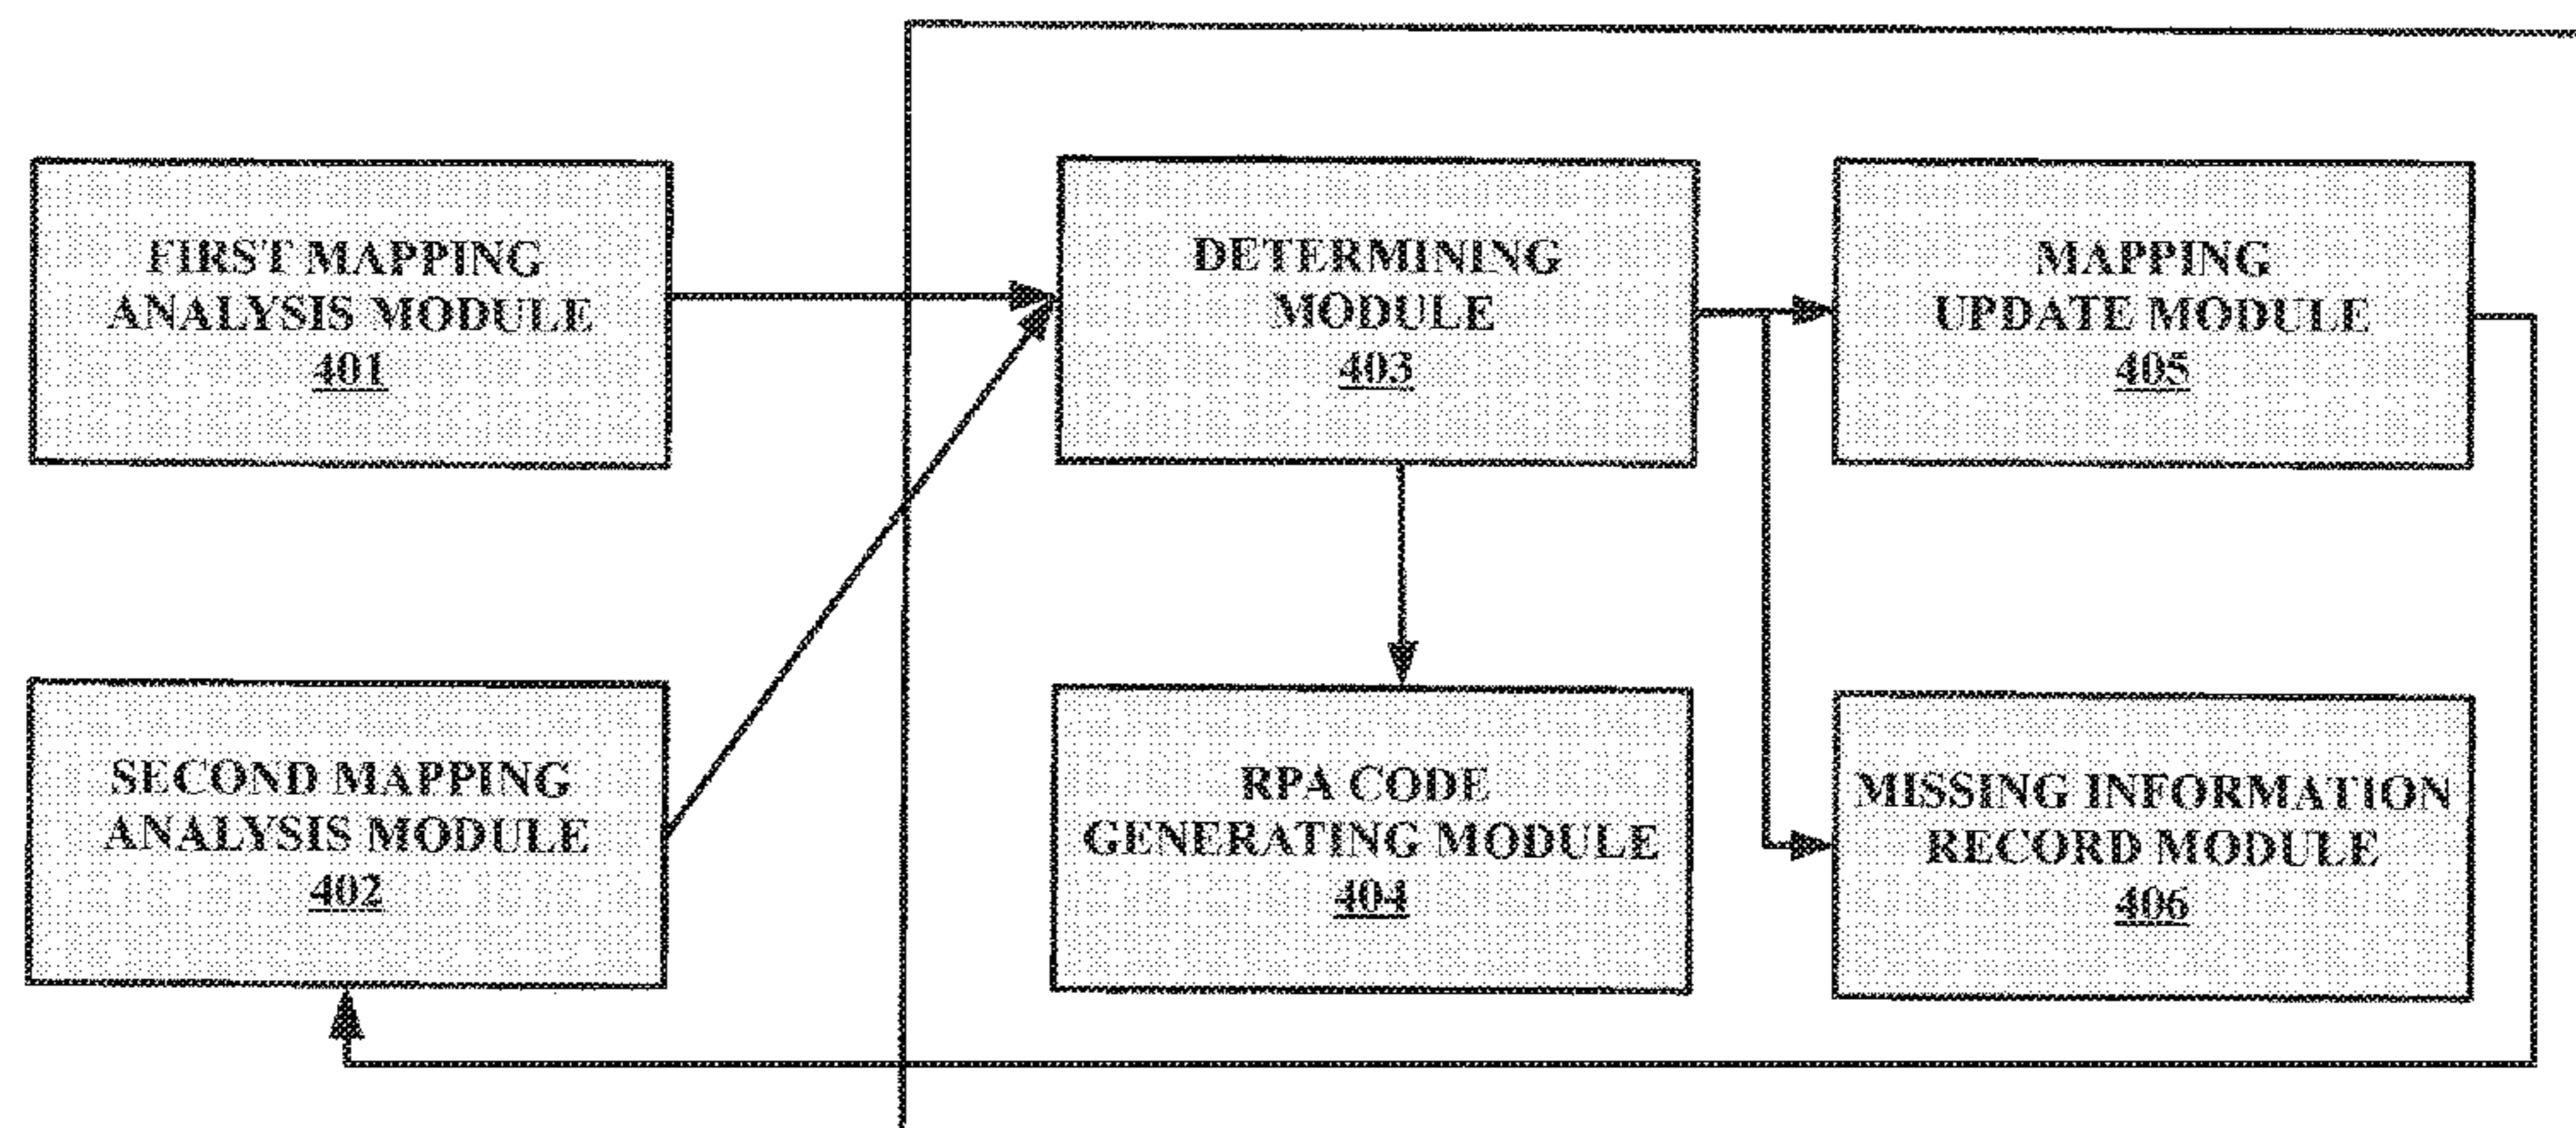 FIRST MAPPING
ANALYSIS MODULE
401
DETERMINING
MODULE
403
MAPPING
UPDATE MODULE
405
SECOND MAPPING
ANALYSIS MODULE
402
RPA CODE
GENERATING MODULE
404
MISSING INFORMATION
RECORD MODULE
406